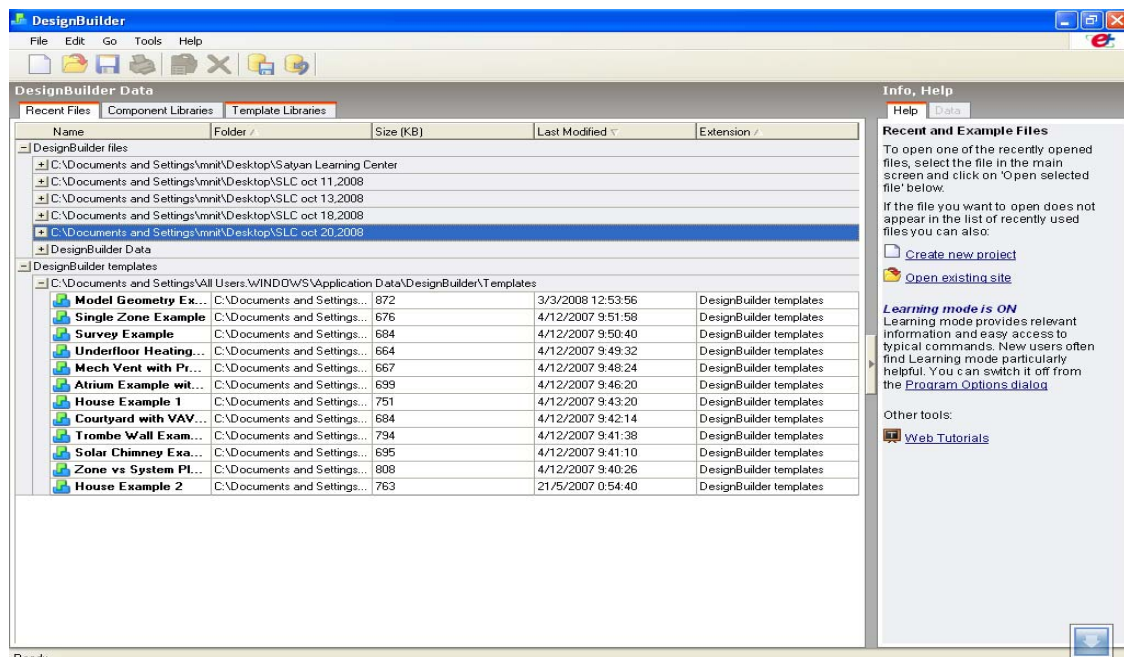 DesignBuilder
File Edit Go Tools Help
DesignBuilder Data
Recent Files Component Libraries Template Libraries
Name Folder Size (KB) Last Modified Extension
DesignBuilder files
C:\Documents and Settings\mnit\Desktop\Satyan Learning Center
C:\Documents and Settings\mnit\Desktop\SLC oct 11,2008
C:\Documents and Settings\mnit\Desktop\SLC oct 13,2008
C:\Documents and Settings\mnit\Desktop\SLC oct 18,2008
C:\Documents and Settings\mnit\Desktop\SLC oct 20,2008
DesignBuilder Data
DesignBuilder templates
C:\Documents and Settings\All Users.WINDOWS\Application Data\DesignBuilder\Templates
Model Geometry Ex... C:\Documents and Settings... 872 3/3/2008 12:53:56 DesignBuilder templates
Single Zone Example C:\Documents and Settings... 676 4/12/2007 9:51:58 DesignBuilder templates
Survey Example C:\Documents and Settings... 684 4/12/2007 9:50:40 DesignBuilder templates
Underfloor Heating... C:\Documents and Settings... 664 4/12/2007 9:49:32 DesignBuilder templates
Mech Vent with Pr... C:\Documents and Settings... 667 4/12/2007 9:48:24 DesignBuilder templates
Atrium Example wit... C:\Documents and Settings... 699 4/12/2007 9:46:20 DesignBuilder templates
House Example 1 C:\Documents and Settings... 751 4/12/2007 9:43:20 DesignBuilder templates
Courtyard with VAV... C:\Documents and Settings... 684 4/12/2007 9:42:14 DesignBuilder templates
Trombe Wall Exam... C:\Documents and Settings... 794 4/12/2007 9:41:38 DesignBuilder templates
Solar Chimney Exa... C:\Documents and Settings... 695 4/12/2007 9:41:10 DesignBuilder templates
Zone vs System Pl... C:\Documents and Settings... 808 4/12/2007 9:40:26 DesignBuilder templates
House Example 2 C:\Documents and Settings... 763 21/5/2007 0:54:40 DesignBuilder templates
Info, Help
Help Data
Recent and Example Files
To open one of the recently opened
files, select the file in the main
screen and click on 'Open selected
file' below.
If the file you want to open does not
appear in the list of recently used
files you can also:
Create new project
Open existing site
Learning mode is ON
Learning mode provides relevant
information and easy access to
typical commands. New users often
find Learning mode particularly
helpful. You can switch it off from
the Program Options dialog
Other tools:
Web Tutorials